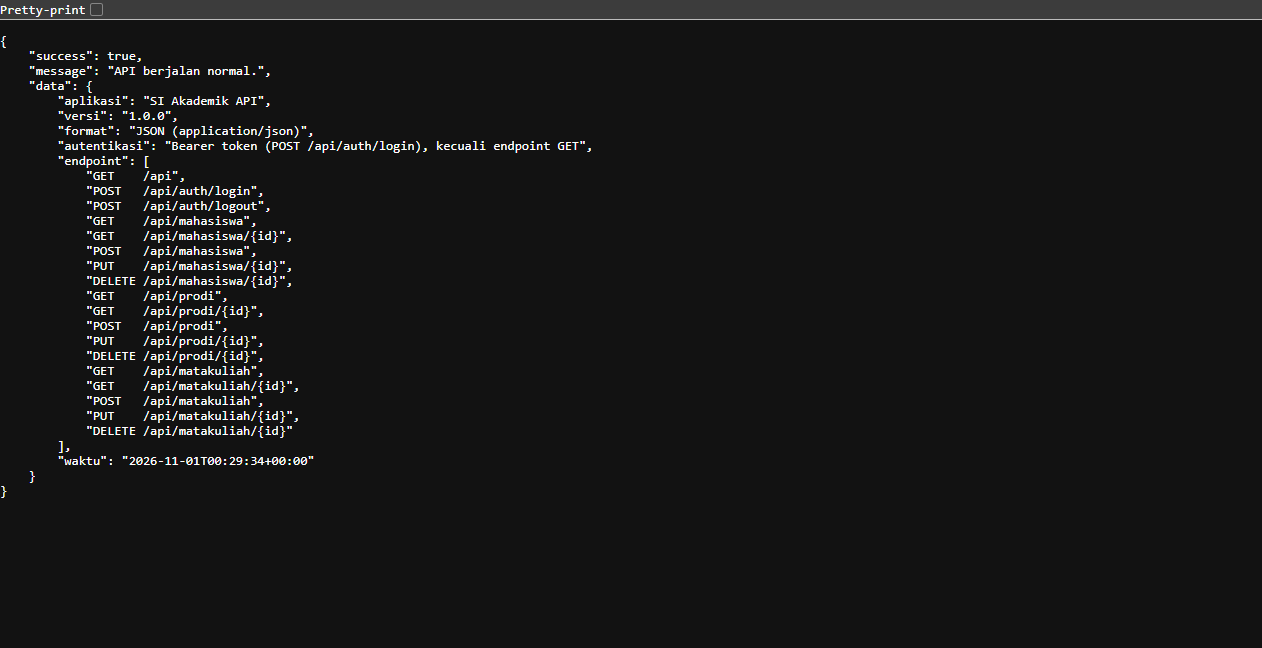 Pretty-print
{
    "success": true,
    "message": "API berjalan normal.",
    "data": {
        "aplikasi": "SI Akademik API",
        "versi": "1.0.0",
        "format": "JSON (application/json)",
        "autentikasi": "Bearer token (POST /api/auth/login), kecuali endpoint GET",
        "endpoint": [
            "GET    /api",
            "POST   /api/auth/login",
            "POST   /api/auth/logout",
            "GET    /api/mahasiswa",
            "GET    /api/mahasiswa/{id}",
            "POST   /api/mahasiswa",
            "PUT    /api/mahasiswa/{id}",
            "DELETE /api/mahasiswa/{id}",
            "GET    /api/prodi",
            "GET    /api/prodi/{id}",
            "POST   /api/prodi",
            "PUT    /api/prodi/{id}",
            "DELETE /api/prodi/{id}",
            "GET    /api/matakuliah",
            "GET    /api/matakuliah/{id}",
            "POST   /api/matakuliah",
            "PUT    /api/matakuliah/{id}",
            "DELETE /api/matakuliah/{id}"
        ],
        "waktu": "2026-11-01T00:29:34+00:00"
    }
}